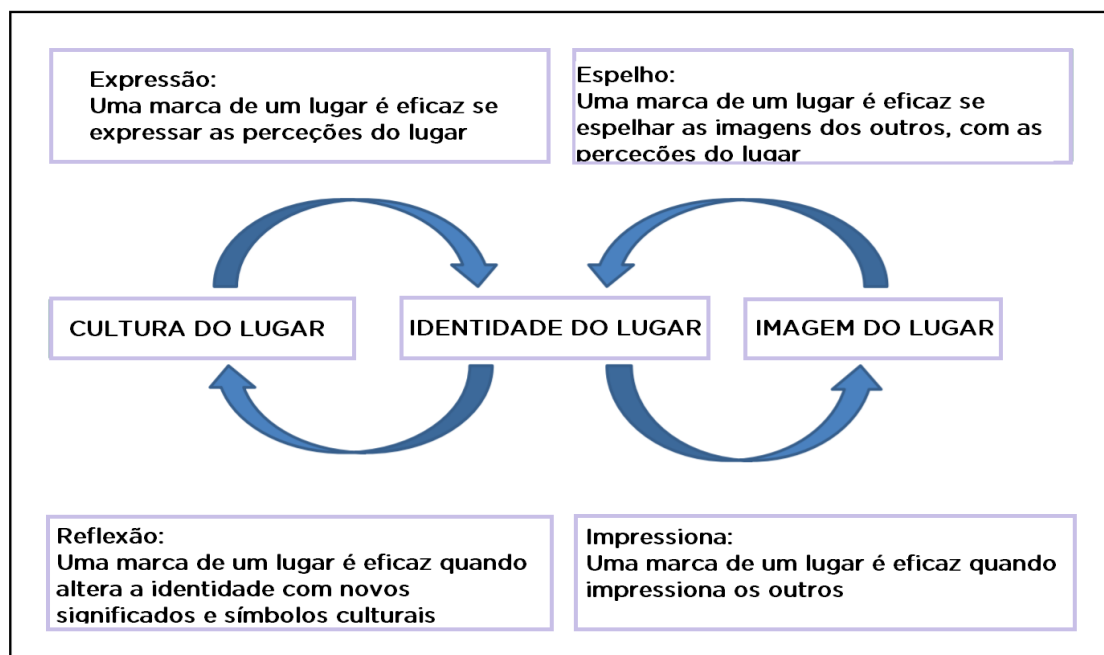 Expressão:
Uma marca de um lugar é eficaz se
expressar as perceções do lugar
Espelho:
Uma marca de um lugar é eficaz se
espelhar as imagens dos outros, com as
perceções do lugar
CULTURA DO LUGAR
IDENTIDADE DO LUGAR
IMAGEM DO LUGAR
Reflexão:
Uma marca de um lugar é eficaz quando
altera a identidade com novos
significados e símbolos culturais
Impressiona:
Uma marca de um lugar é eficaz quando
impressiona os outros